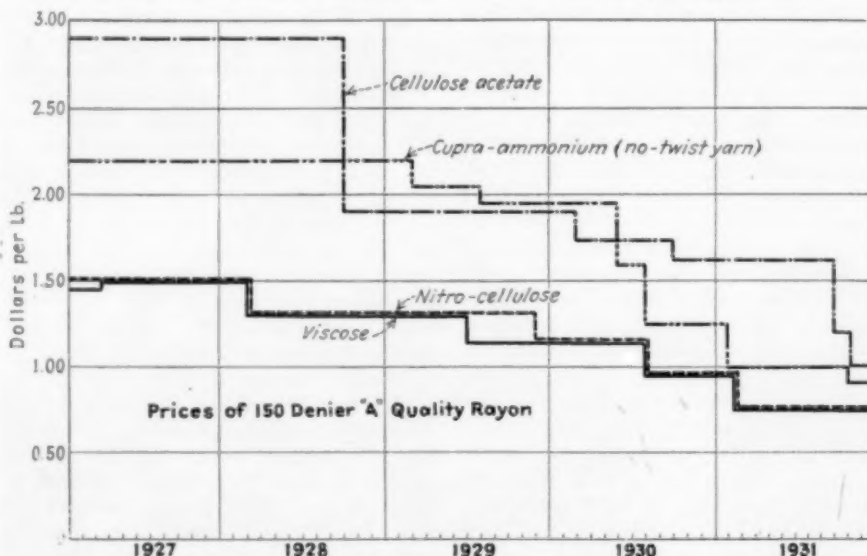 3.00
Cellulose acetate
2.50
Cupra-ammonium (no-twist yarn)
2.00
Dollars per lb.
1.50
Nitro-cellulose
Viscose
1.00
Prices of 150 Denier "A" Quality Rayon
0.50
0
1927 1928 1929 1930 1931